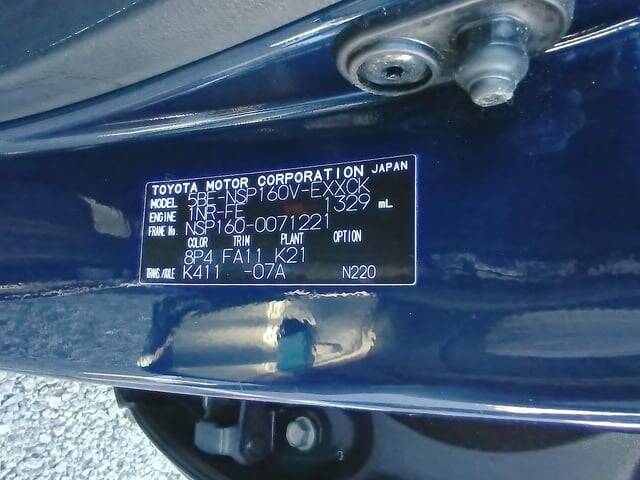 TOYOTA MOTOR CORPORATION JAPAN
MODEL 5BE-NSP160V-EXXCK
ENGINE 1NR-FE 1329 mL
FRAME No. NSP160-0071221
COLOR TRIM PLANT OPTION
8P4 FA11 K21
TRANS/AXLE K411 -07A N220